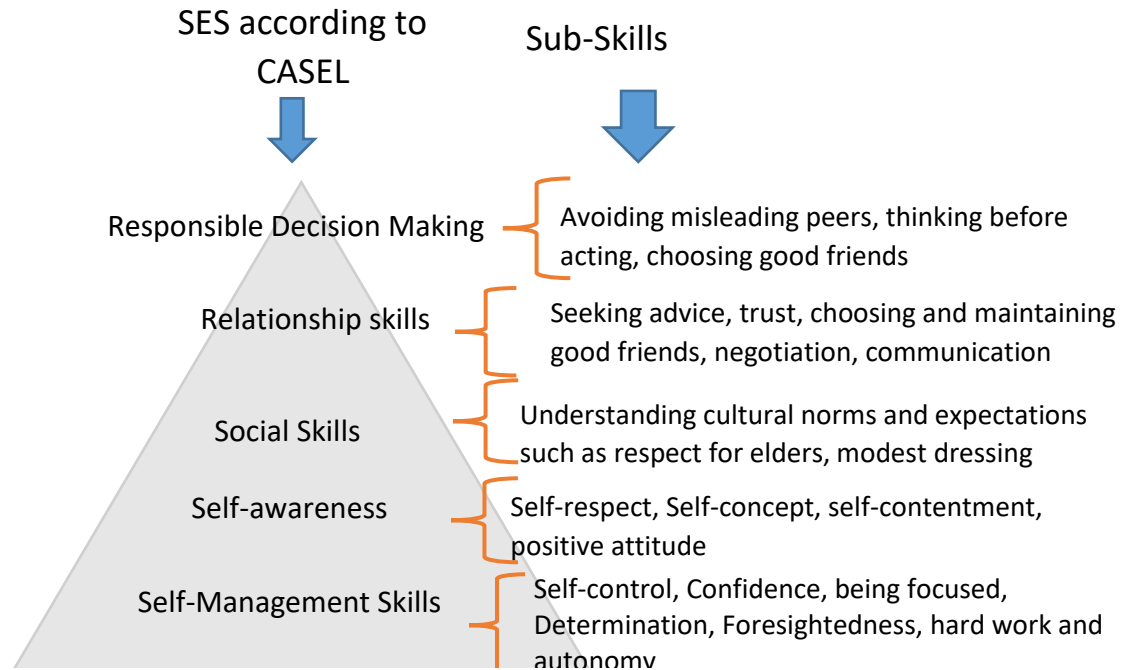 SES according to
CASEL
Sub-Skills
Responsible Decision Making
Avoiding misleading peers, thinking before
acting, choosing good friends
Relationship skills
Seeking advice, trust, choosing and maintaining
good friends, negotiation, communication
Social Skills
Understanding cultural norms and expectations
such as respect for elders, modest dressing
Self-awareness
Self-respect, Self-concept, self-contentment,
positive attitude
Self-Management Skills
Self-control, Confidence, being focused,
Determination, Foresightedness, hard work and
autonomy